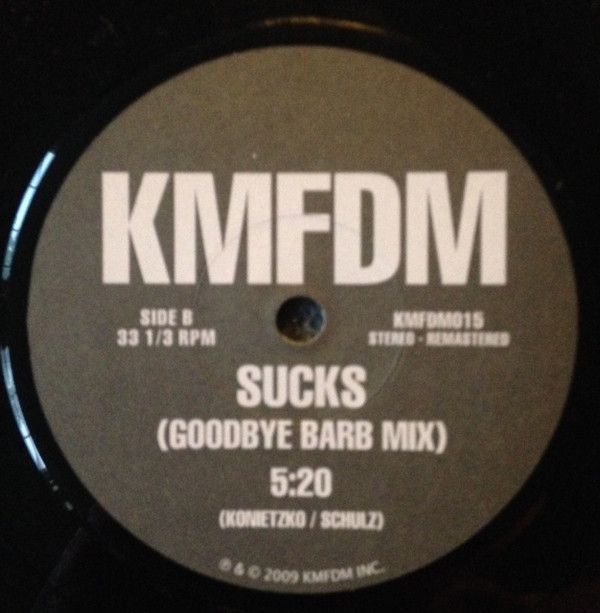 KMFDM
SIDE B
33 1/3 RPM
KMFDM015
STEREO - REMASTERED
SUCKS
(GOODBYE BARB MIX)
5:20
(KONIETZKO / SCHULZ)
℗ & © 2009 KMFDM INC.